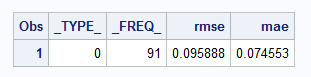 Obs _TYPE_ _FREQ_ rmse mae
1 0 91 0.095888 0.074553